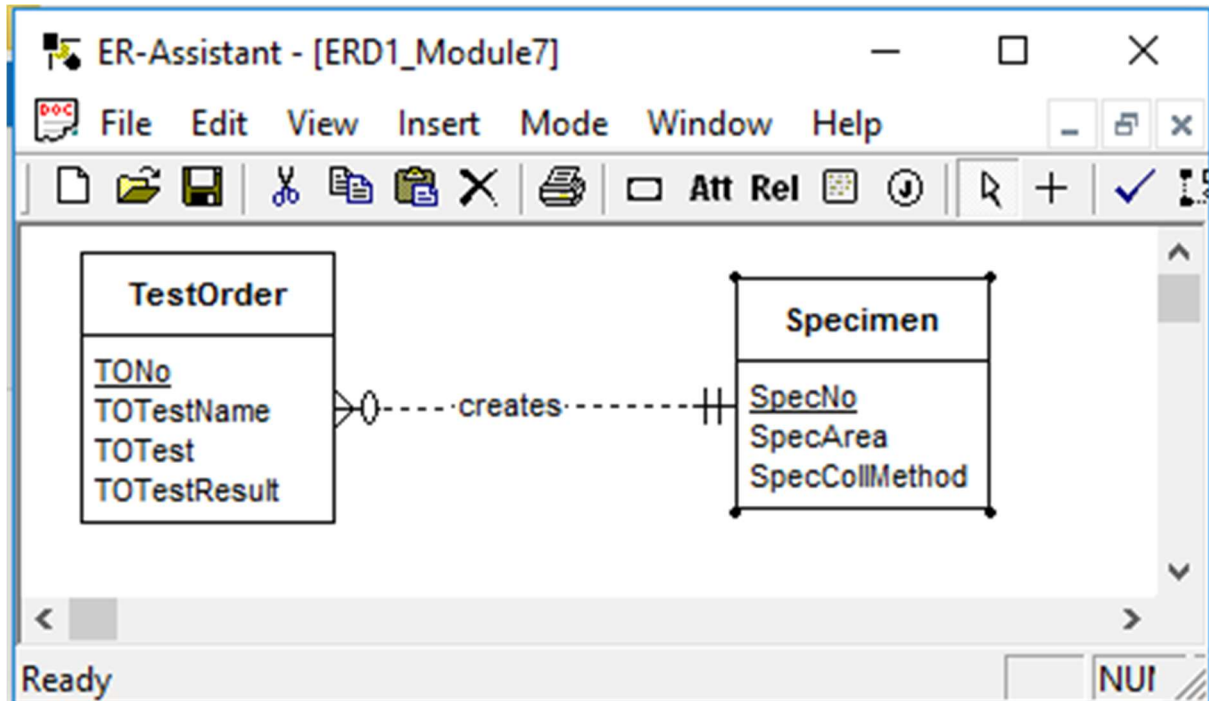 ER-Assistant - [ERD1_Module7]
DOC
File Edit View Insert Mode Window Help
Att Rel J
TestOrder
TONo
TOTestName
TOTest
TOTestResult
creates
Specimen
SpecNo
SpecArea
SpecCollMethod
Ready